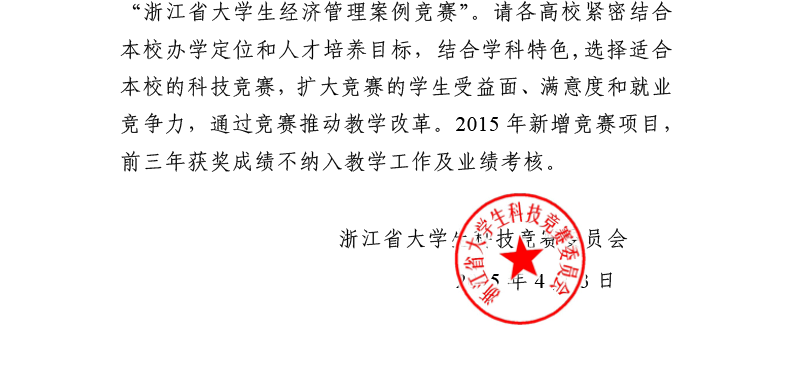 “浙江省大学生经济管理案例竞赛”。请各高校紧密结合
本校办学定位和人才培养目标，结合学科特色,选择适合
本校的科技竞赛，扩大竞赛的学生受益面、满意度和就业
竞争力，通过竞赛推动教学改革。2015 年新增竞赛项目，
前三年获奖成绩不纳入教学工作及业绩考核。
浙江省大学生科技竞赛委员会
浙江省大学生科技竞赛委员会
5 年 4 3 日